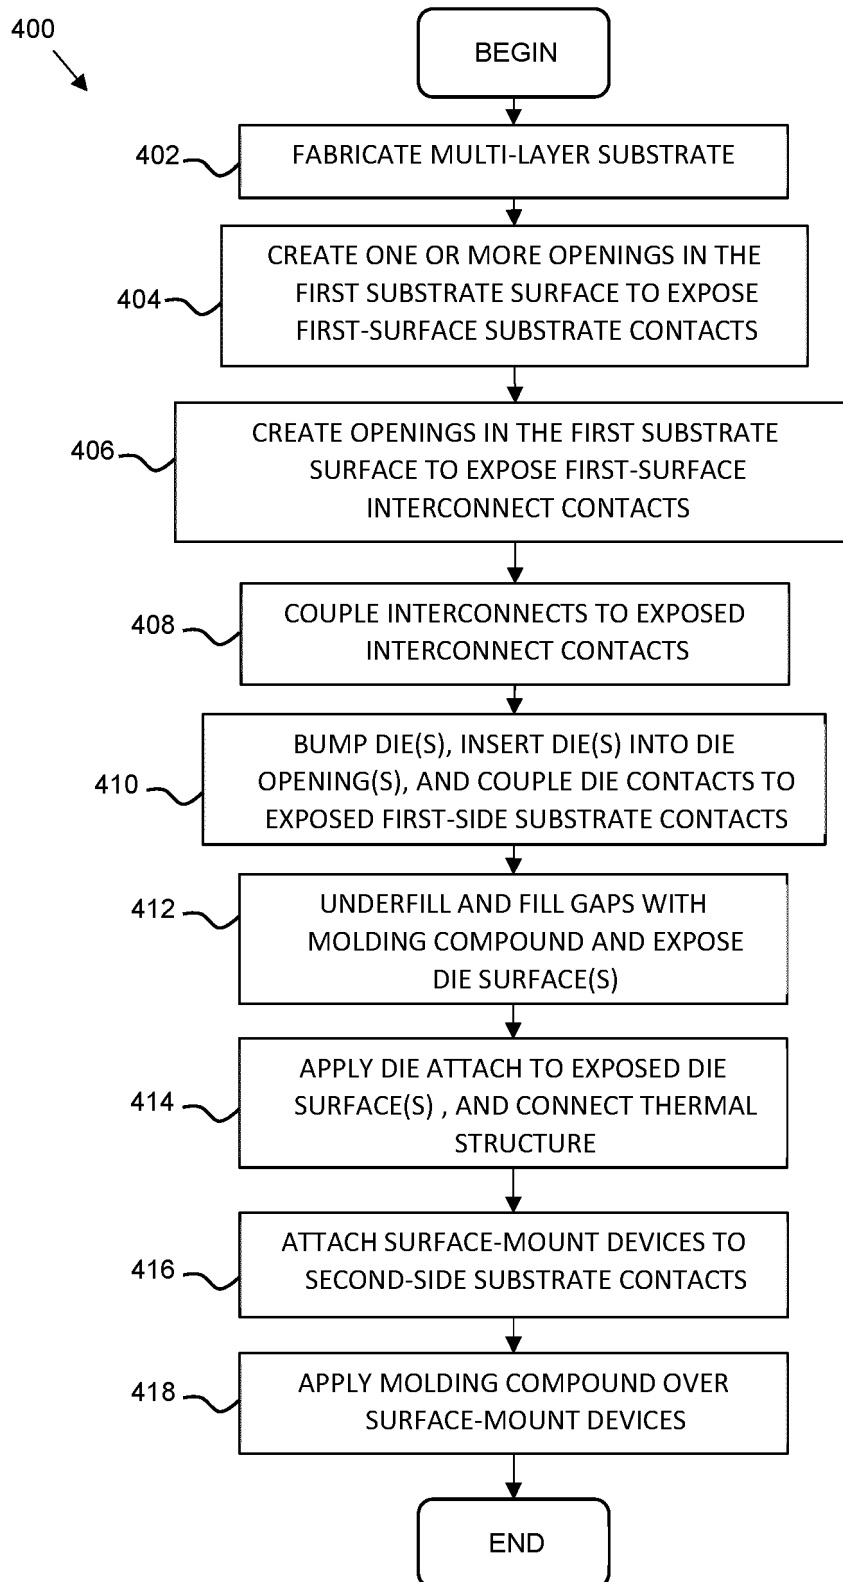 400
BEGIN
402
FABRICATE MULTI-LAYER SUBSTRATE
404
CREATE ONE OR MORE OPENINGS IN THE
FIRST SUBSTRATE SURFACE TO EXPOSE
FIRST-SURFACE SUBSTRATE CONTACTS
406
CREATE OPENINGS IN THE FIRST SUBSTRATE
SURFACE TO EXPOSE FIRST-SURFACE
INTERCONNECT CONTACTS
408
COUPLE INTERCONNECTS TO EXPOSED
INTERCONNECT CONTACTS
410
BUMP DIE(S), INSERT DIE(S) INTO DIE
OPENING(S), AND COUPLE DIE CONTACTS TO
EXPOSED FIRST-SIDE SUBSTRATE CONTACTS
412
UNDERFILL AND FILL GAPS WITH
MOLDING COMPOUND AND EXPOSE
DIE SURFACE(S)
414
APPLY DIE ATTACH TO EXPOSED DIE
SURFACE(S) , AND CONNECT THERMAL
STRUCTURE
416
ATTACH SURFACE-MOUNT DEVICES TO
SECOND-SIDE SUBSTRATE CONTACTS
418
APPLY MOLDING COMPOUND OVER
SURFACE-MOUNT DEVICES
END